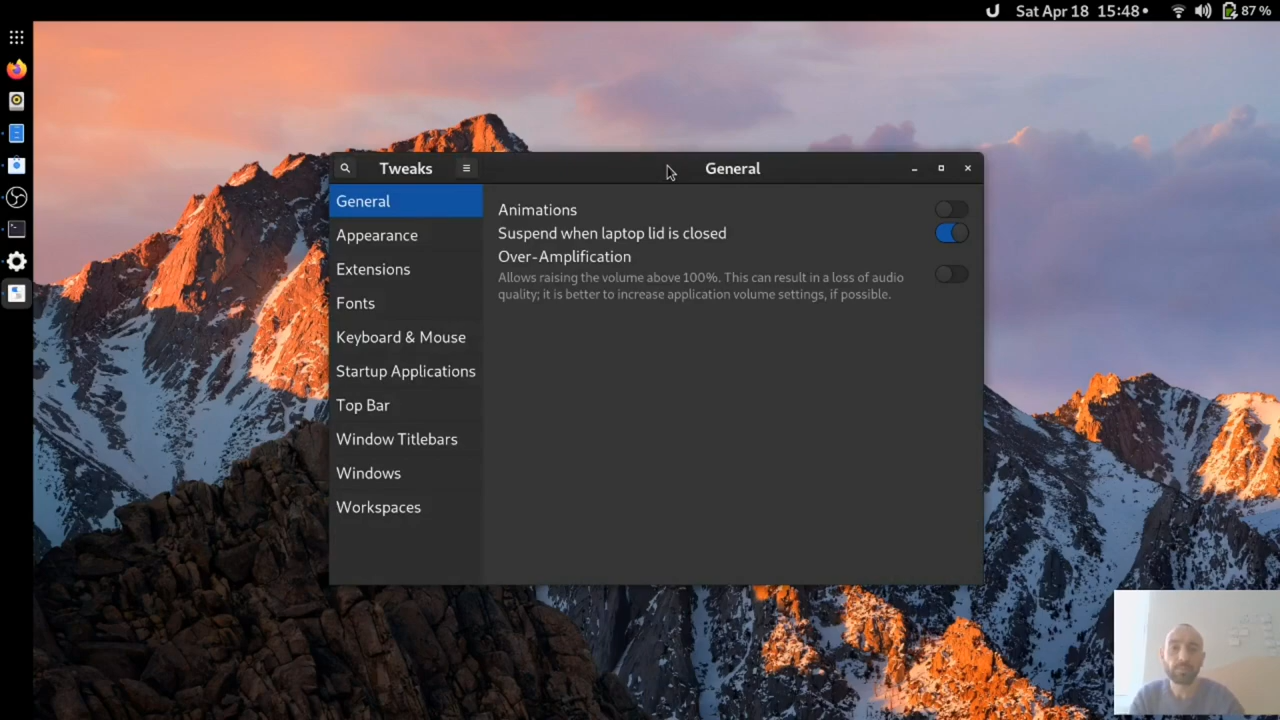 Sat Apr 18 15:48
87 %
Tweaks
General
General
Appearance
Extensions
Fonts
Keyboard & Mouse
Startup Applications
Top Bar
Window Titlebars
Windows
Workspaces
Animations
Suspend when laptop lid is closed
Over-Amplification
Allows raising the volume above 100%. This can result in a loss of audio
quality; it is better to increase application volume settings, if possible.